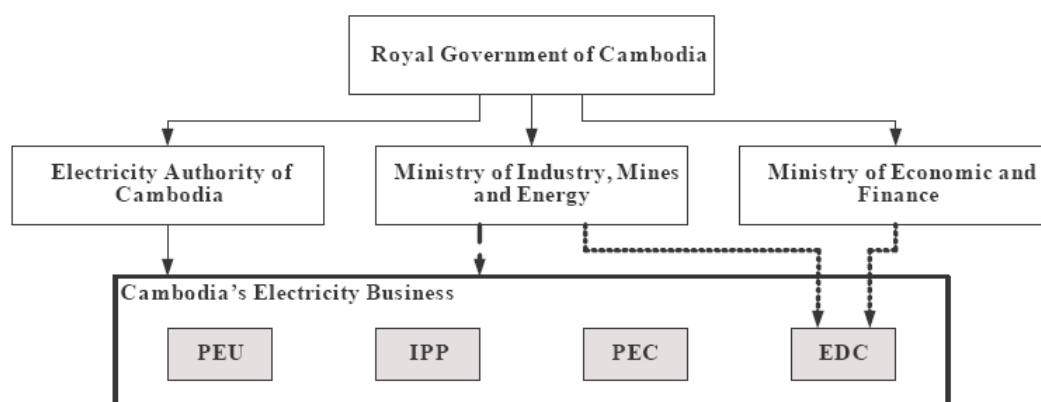 Royal Government of Cambodia
Electricity Authority of
Cambodia
Ministry of Industry, Mines
and Energy
Ministry of Economic and
Finance
Cambodia's Electricity Business
PEU
IPP
PEC
EDC